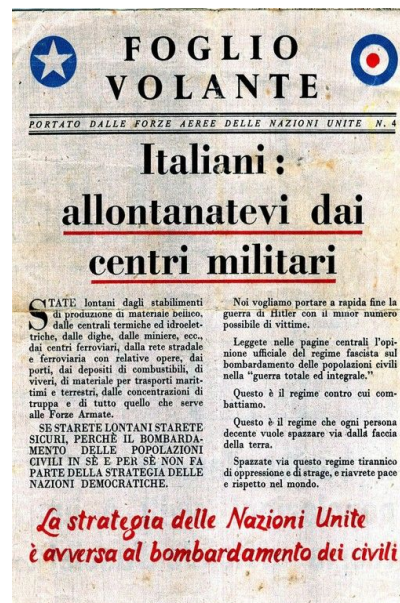 FOGLIO
VOLANTE
PORTATO DALLE FORZE AEREE DELLE NAZIONI UNITE N. 4
Italiani :
allontanatevi dai
centri militari
STATE lontani dagli stabilimenti
di produzione di materiale bellico,
dalle centrali termiche ed idroelet-
triche, dalle dighe, dalle miniere, ecc.,
dai centri ferroviari, dalla rete stradale
e ferroviaria con relative opere, dai
porti, dai depositi di combustibili, di
viveri, di materiale per trasporti marit-
timi e terrestri, dalle concentrazioni di
truppa e di tutto quello che serve
alle Forze Armate.
SE STARETE LONTANI STARETE
SICURI, PERCHÈ IL BOMBARDA-
MENTO DELLE POPOLAZIONI
CIVILI IN SÈ E PER SÈ NON FA
PARTE DELLA STRATEGIA DELLE
NAZIONI DEMOCRATICHE.
Noi vogliamo portare a rapida fine la
guerra di Hitler con il minor numero
possibile di vittime.
Leggete nelle pagine centrali l'opi-
nione ufficiale del regime fascista sul
bombardamento delle popolazioni civili
nella "guerra totale ed integrale."
Questo è il regime contro cui com-
battiamo.
Questo è il regime che ogni persona
decente vuole spazzare via dalla faccia
della terra.
Spazzate via questo regime tirannico
di oppressione e di strage, e riavrete pace
e rispetto nel mondo.
La strategia delle Nazioni Unite
è avversa al bombardamento dei civili